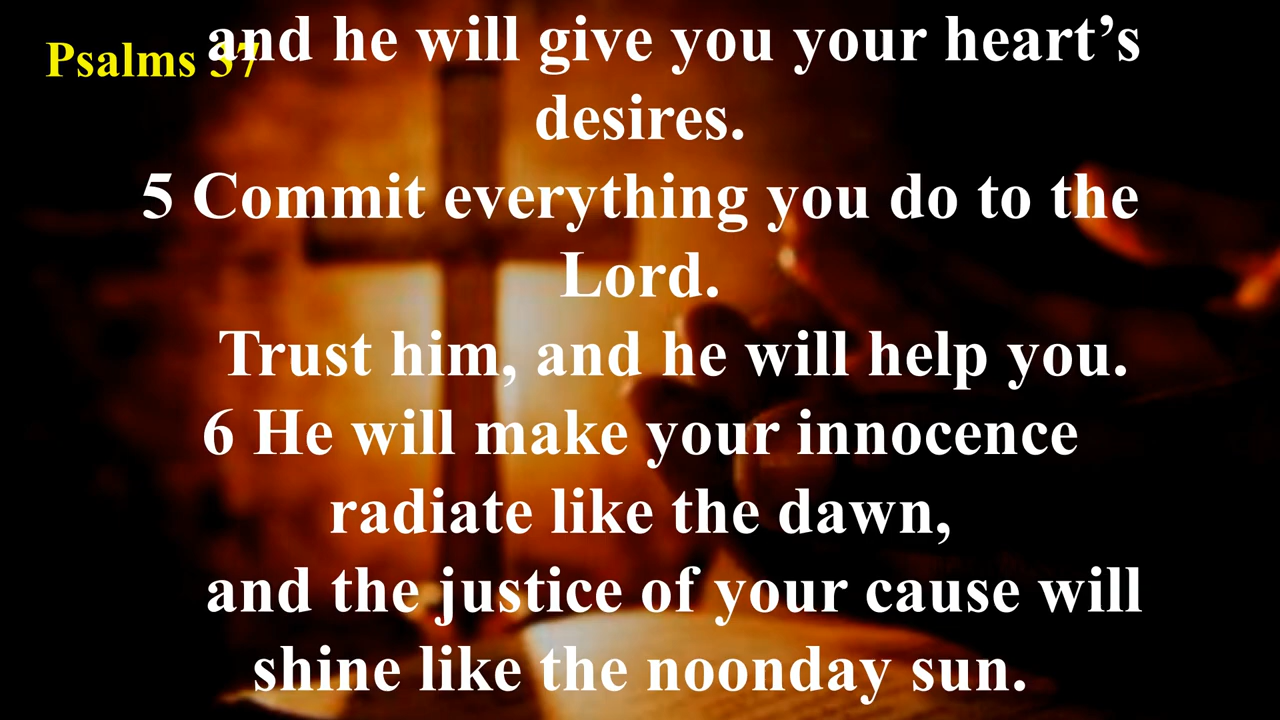 Psalms 37
and he will give you your heart’s
desires.
5 Commit everything you do to the
Lord.
Trust him, and he will help you.
6 He will make your innocence
radiate like the dawn,
and the justice of your cause will
shine like the noonday sun.